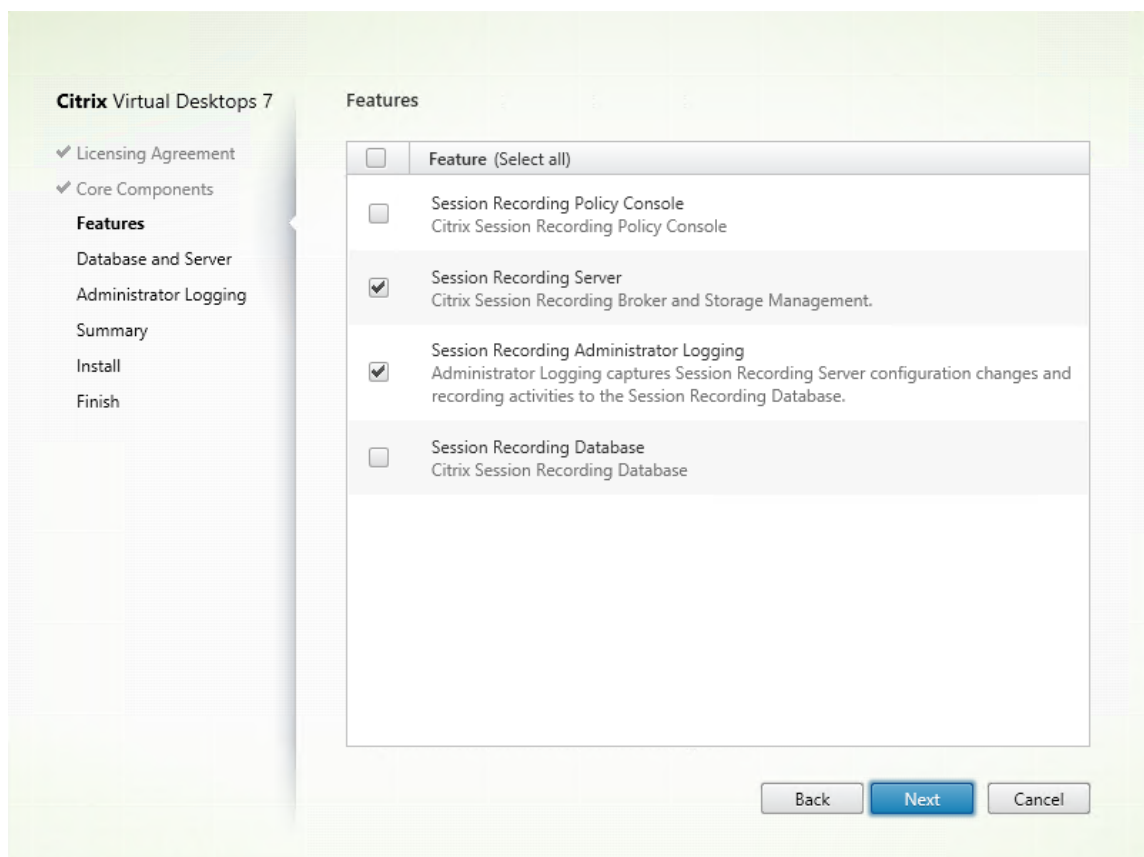 Citrix Virtual Desktops 7
Licensing Agreement
Core Components
Features
Database and Server
Administrator Logging
Summary
Install
Finish
Features
Feature (Select all)
Session Recording Policy Console
Citrix Session Recording Policy Console
Session Recording Server
Citrix Session Recording Broker and Storage Management.
Session Recording Administrator Logging
Administrator Logging captures Session Recording Server configuration changes and
recording activities to the Session Recording Database.
Session Recording Database
Citrix Session Recording Database
Back
Next
Cancel